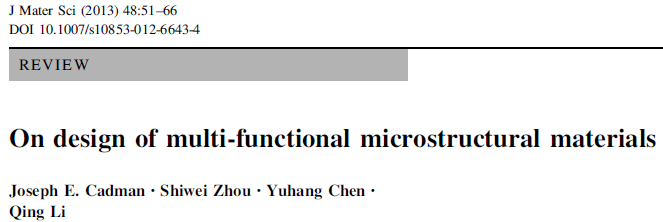 J Mater Sci (2013) 48:51–66
DOI 10.1007/s10853-012-6643-4
REVIEW
On design of multi-functional microstructural materials
Joseph E. Cadman · Shiwei Zhou · Yuhang Chen ·
Qing Li